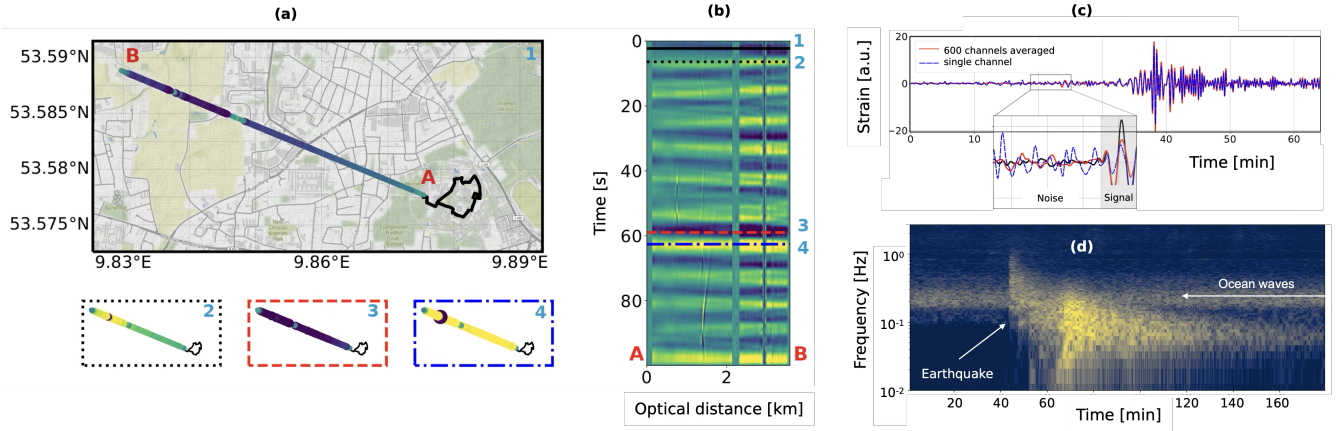 (a)
53.59°N
53.585°N
53.58°N
53.575°N
B
1
A
9.83°E
9.86°E
9.89°E
2
3
4
(b)
0
20
40
60
80
Time [s]
1
2
3
4
A
B
0
2
Optical distance [km]
(c)
20
0
−20
Strain [a.u.]
600 channels averaged
single channel
0
10
40
50
60
Time [min]
Noise
Signal
(d)
10⁰
10⁻¹
10⁻²
Frequency [Hz]
Ocean waves
Earthquake
20
40
60
120
140
160
Time [min]